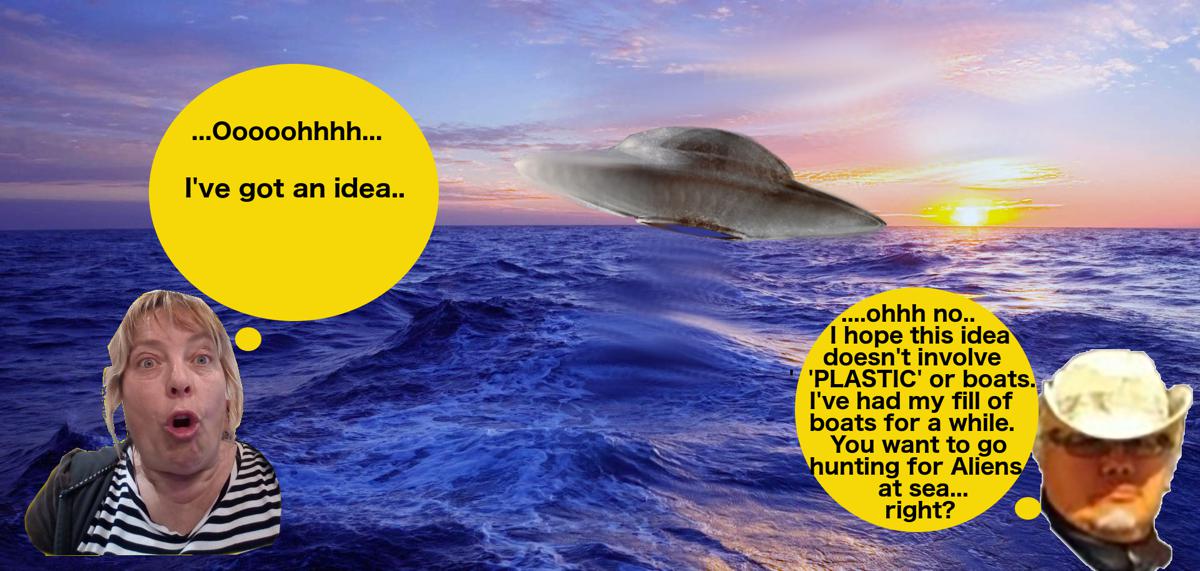 ...Ooooohhhh...
I've got an idea..
....ohhh no..
I hope this idea
doesn't involve
' 'PLASTIC' or boats.
I've had my fill of
boats for a while.
You want to go
hunting for Aliens
at sea...
right?